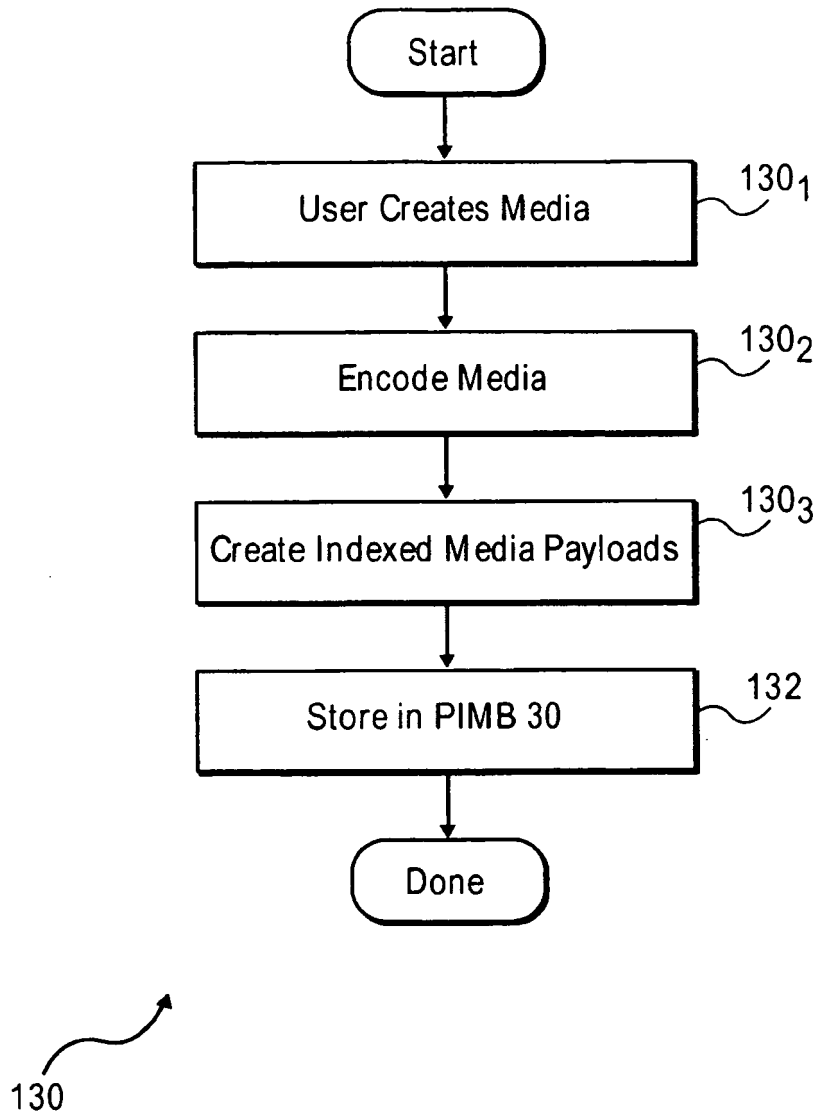 Start
User Creates Media
130₁
Encode Media
130₂
Create Indexed Media Payloads
130₃
Store in PIMB 30
132
Done
130